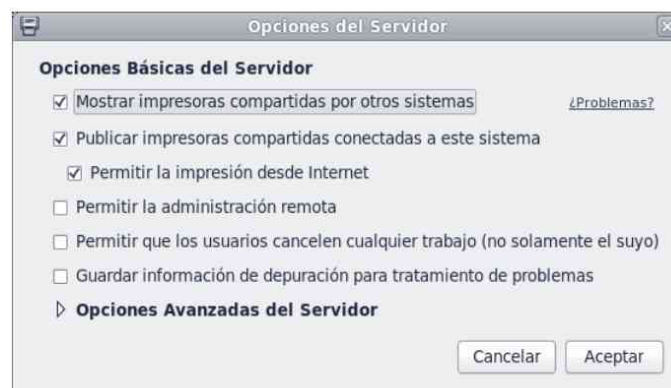 Opciones del Servidor
Opciones Básicas del Servidor
Mostrar impresoras compartidas por otros sistemas
¿Problemas?
Publicar impresoras compartidas conectadas a este sistema
Permitir la impresión desde Internet
Permitir la administración remota
Permitir que los usuarios cancelen cualquier trabajo (no solamente el suyo)
Guardar información de depuración para tratamiento de problemas
Opciones Avanzadas del Servidor
Cancelar
Aceptar